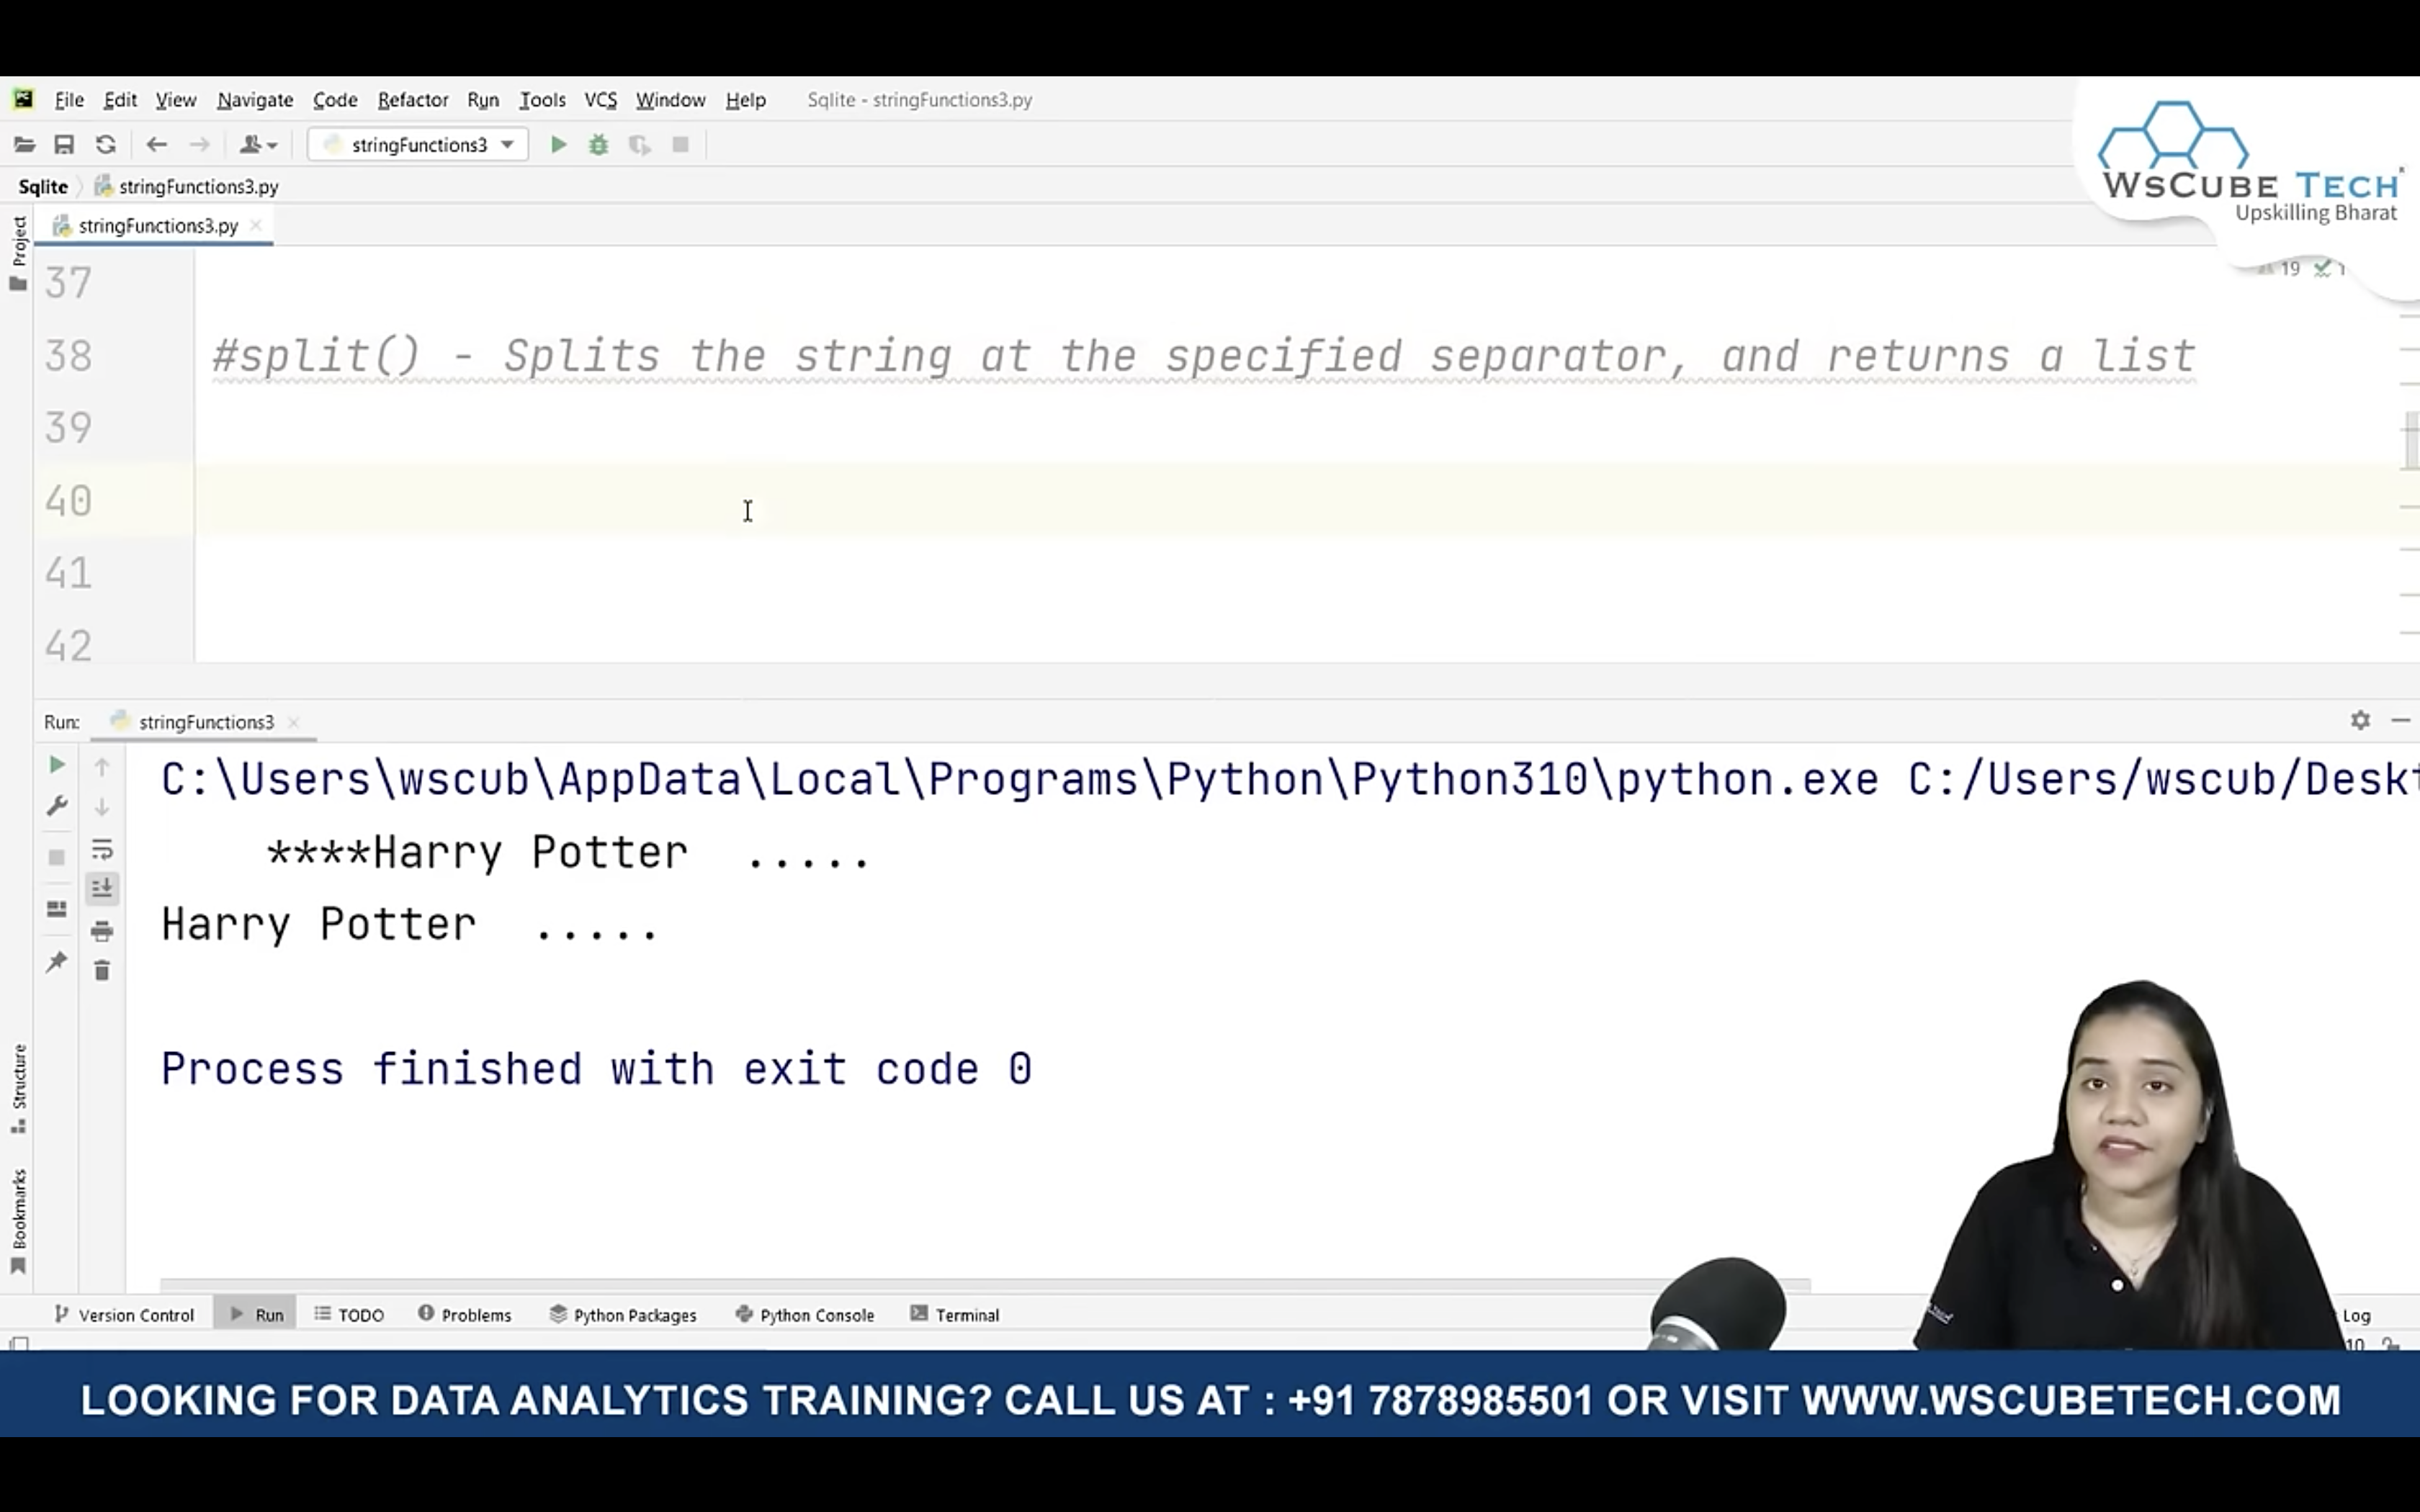 File Edit View Navigate Code Refactor Run Tools VCS Window Help Sqlite - stringFunctions3.py
WSCUBE TECH
Upskilling Bharat
stringFunctions3
Sqlite stringFunctions3.py
Project
stringFunctions3.py
19 1
37
38 #split() - Splits the string at the specified separator, and returns a list
39
40
41
42
Run: stringFunctions3
C:\Users\wscub\AppData\Local\Programs\Python\Python310\python.exe C:/Users/wscub/Deskt
****Harry Potter .....
Harry Potter .....
Process finished with exit code 0
Structure
Bookmarks
Version Control Run TODO Problems Python Packages Python Console Terminal Log
10
LOOKING FOR DATA ANALYTICS TRAINING? CALL US AT : +91 7878985501 OR VISIT WWW.WSCUBETECH.COM